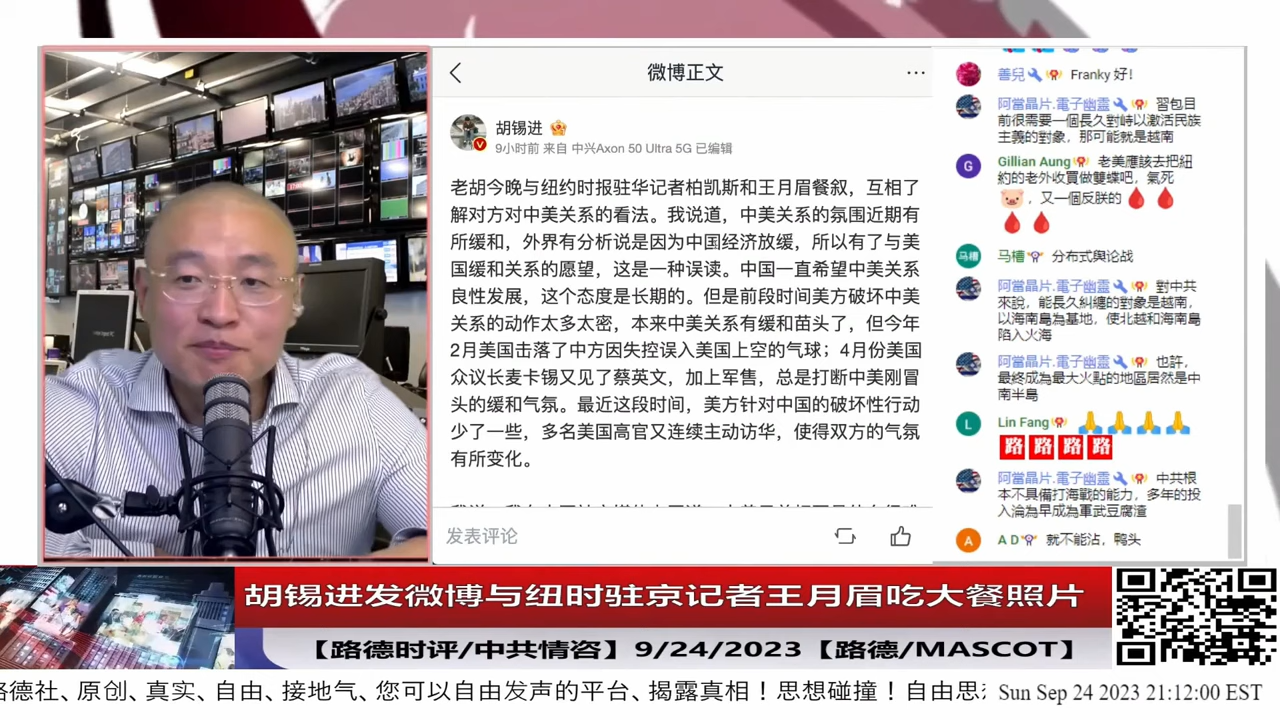 微博正文
胡锡进
9小时前 来自 中兴Axon 50 Ultra 5G 已编辑
老胡今晚与纽约时报驻华记者柏凯斯和王月眉餐叙，互相了
解对方对中美关系的看法。我说道，中美关系的氛围近期有
所缓和，外界有分析说是因为中国经济放缓，所以有了与美
国缓和关系的愿望，这是一种误读。中国一直希望中美关系
良性发展，这个态度是长期的。但是前段时间美方破坏中美
关系的动作太多太密，本来中美关系有缓和苗头了，但今年
2月美国击落了中方因失控误入美国上空的气球；4月份美国
众议长麦卡锡又见了蔡英文，加上军售，总是打断中美刚冒
头的缓和气氛。最近这段时间，美方针对中国的破坏性行动
少了一些，多名美国高官又连续主动访华，使得双方的气氛
有所变化。
发表评论
善兒 Franky 好！
阿當晶片.電子幽靈 習包目
前很需要一個長久對峙以激活民族
主義的對象，那可能就是越南
G Gillian Aung 老美應該去把紐
約的老外收買做雙蝶吧，氣死
，又一個反朕的
马檣 马檣 分布式舆论战
阿當晶片.電子幽靈 對中共
來說，能長久糾纏的對象是越南，
以海南島為基地，使北越和海南島
陷入火海
阿當晶片.電子幽靈 也許，
最終成為最大火點的地區居然是中
南半島
L Lin Fang
路 路 路 路
阿當晶片.電子幽靈 中共根
本不具備打海戰的能力，多年的投
入淪為早成為軍武豆腐渣
A A D 就不能沾，鸭头
胡锡进发微博与纽时驻京记者王月眉吃大餐照片
【路德时评/中共情咨】9/24/2023【路德/MASCOT】
路德社、原创、真实、自由、接地气、您可以自由发声的平台、揭露真相！思想碰撞！自由思
Sun Sep 24 2023 21:12:00 EST